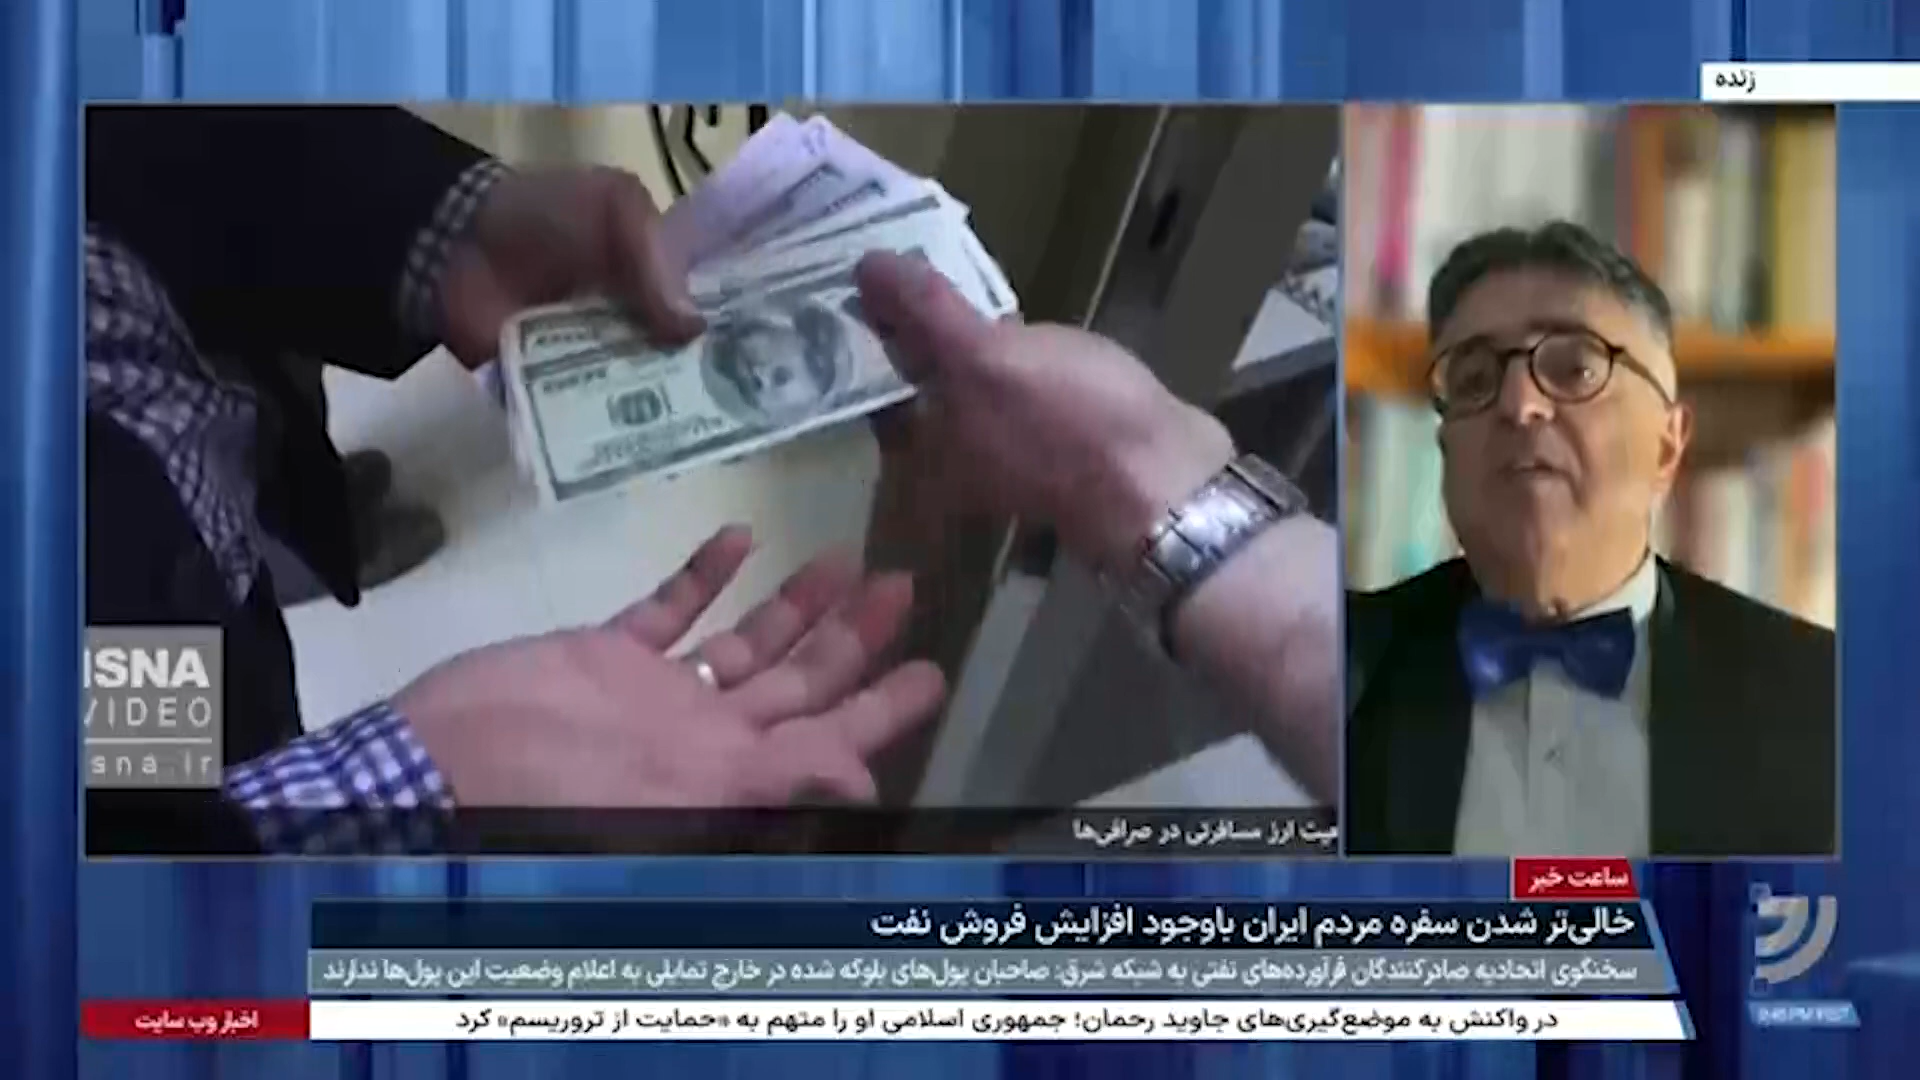 زنده
ISNA
VIDEO
isna.ir
ارز مسافرتی در صرافی‌ها
ساعت خبر
خالی‌تر شدن سفره مردم ایران باوجود افزایش فروش نفت
سخنگوی اتحادیه صادرکنندگان فرآورده‌های نفتی به شبکه شرق: صاحبان پول‌های بلوکه شده در خارج تمایلی به اعلام وضعیت این پول‌ها ندارند
اخبار وب سایت
در واکنش به موضع‌گیری‌های جاوید رحمان؛ جمهوری اسلامی او را متهم به «حمایت از تروریسم» کرد